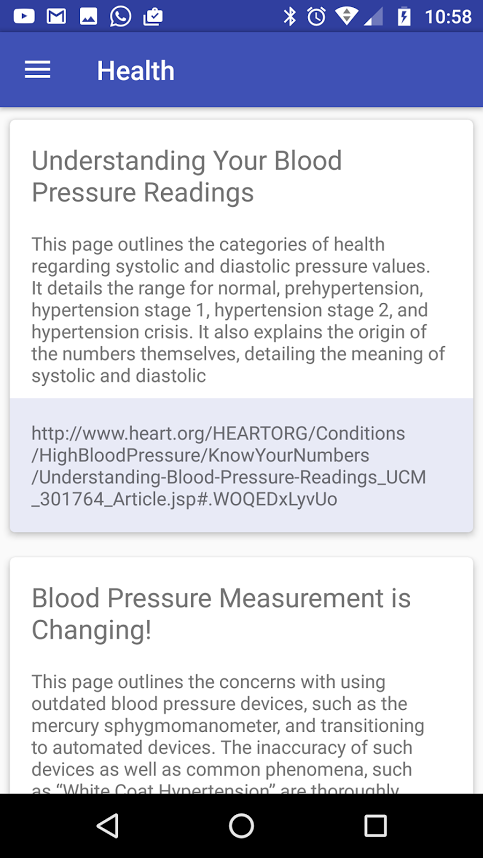 10:58
Health
Understanding Your Blood
Pressure Readings
This page outlines the categories of health
regarding systolic and diastolic pressure values.
It details the range for normal, prehypertension,
hypertension stage 1, hypertension stage 2, and
hypertension crisis. It also explains the origin of
the numbers themselves, detailing the meaning of
systolic and diastolic
http://www.heart.org/HEARTORG/Conditions
/HighBloodPressure/KnowYourNumbers
/Understanding-Blood-Pressure-Readings_UCM
_301764_Article.jsp#.WOQEDxLyvUo
Blood Pressure Measurement is
Changing!
This page outlines the concerns with using
outdated blood pressure devices, such as the
mercury sphygmomanometer, and transitioning
to automated devices. The inaccuracy of such
devices as well as common phenomena, such
as “White Coat Hypertension” are thoroughly